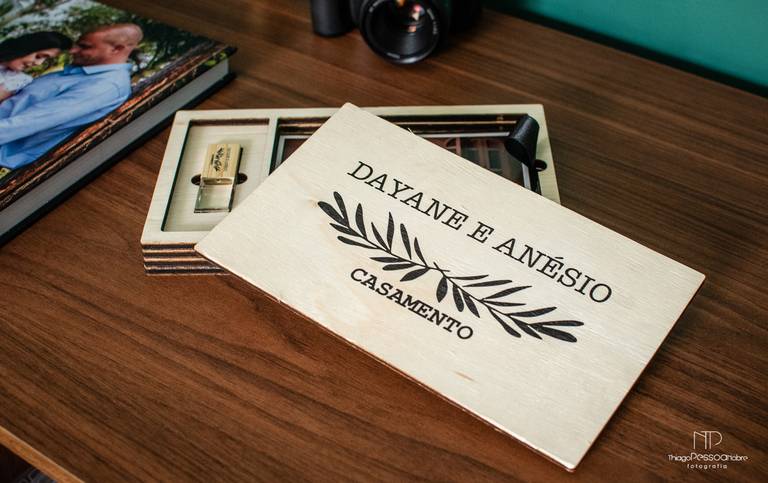 DAYANE E ANÉSIO
CASAMENTO
NTP
ThiagoPessoaNobre
fotografia